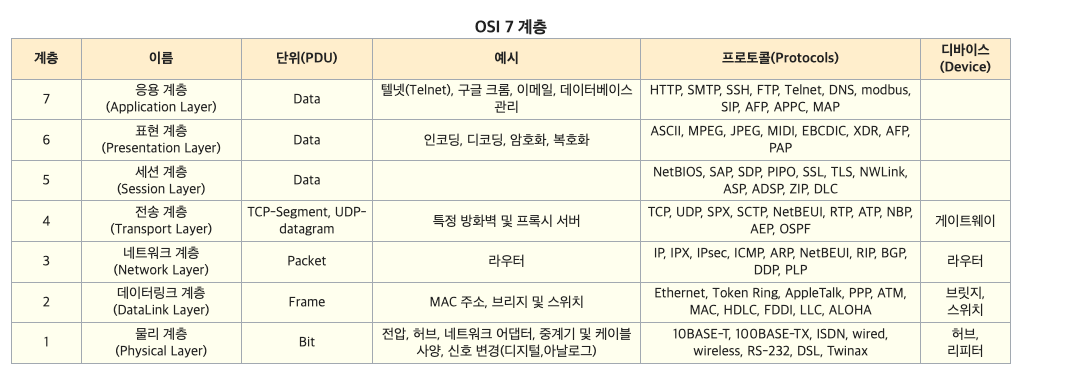 OSI 7 계층
계층 이름 단위(PDU) 예시 프로토콜(Protocols) 디바이스
(Device)
7 응용 계층
(Application Layer) Data 텔넷(Telnet), 구글 크롬, 이메일, 데이터베이스
관리 HTTP, SMTP, SSH, FTP, Telnet, DNS, modbus,
SIP, AFP, APPC, MAP
6 표현 계층
(Presentation Layer) Data 인코딩, 디코딩, 암호화, 복호화 ASCII, MPEG, JPEG, MIDI, EBCDIC, XDR, AFP,
PAP
5 세션 계층
(Session Layer) Data NetBIOS, SAP, SDP, PIPO, SSL, TLS, NWLink,
ASP, ADSP, ZIP, DLC
4 전송 계층
(Transport Layer) TCP-Segment, UDP-
datagram 특정 방화벽 및 프록시 서버 TCP, UDP, SPX, SCTP, NetBEUI, RTP, ATP, NBP,
AEP, OSPF 게이트웨이
3 네트워크 계층
(Network Layer) Packet 라우터 IP, IPX, IPsec, ICMP, ARP, NetBEUI, RIP, BGP,
DDP, PLP 라우터
2 데이터링크 계층
(DataLink Layer) Frame MAC 주소, 브리지 및 스위치 Ethernet, Token Ring, AppleTalk, PPP, ATM,
MAC, HDLC, FDDI, LLC, ALOHA 브릿지,
스위치
1 물리 계층
(Physical Layer) Bit 전압, 허브, 네트워크 어댑터, 중계기 및 케이블
사양, 신호 변경(디지털,아날로그) 10BASE-T, 100BASE-TX, ISDN, wired,
wireless, RS-232, DSL, Twinax 허브,
리피터